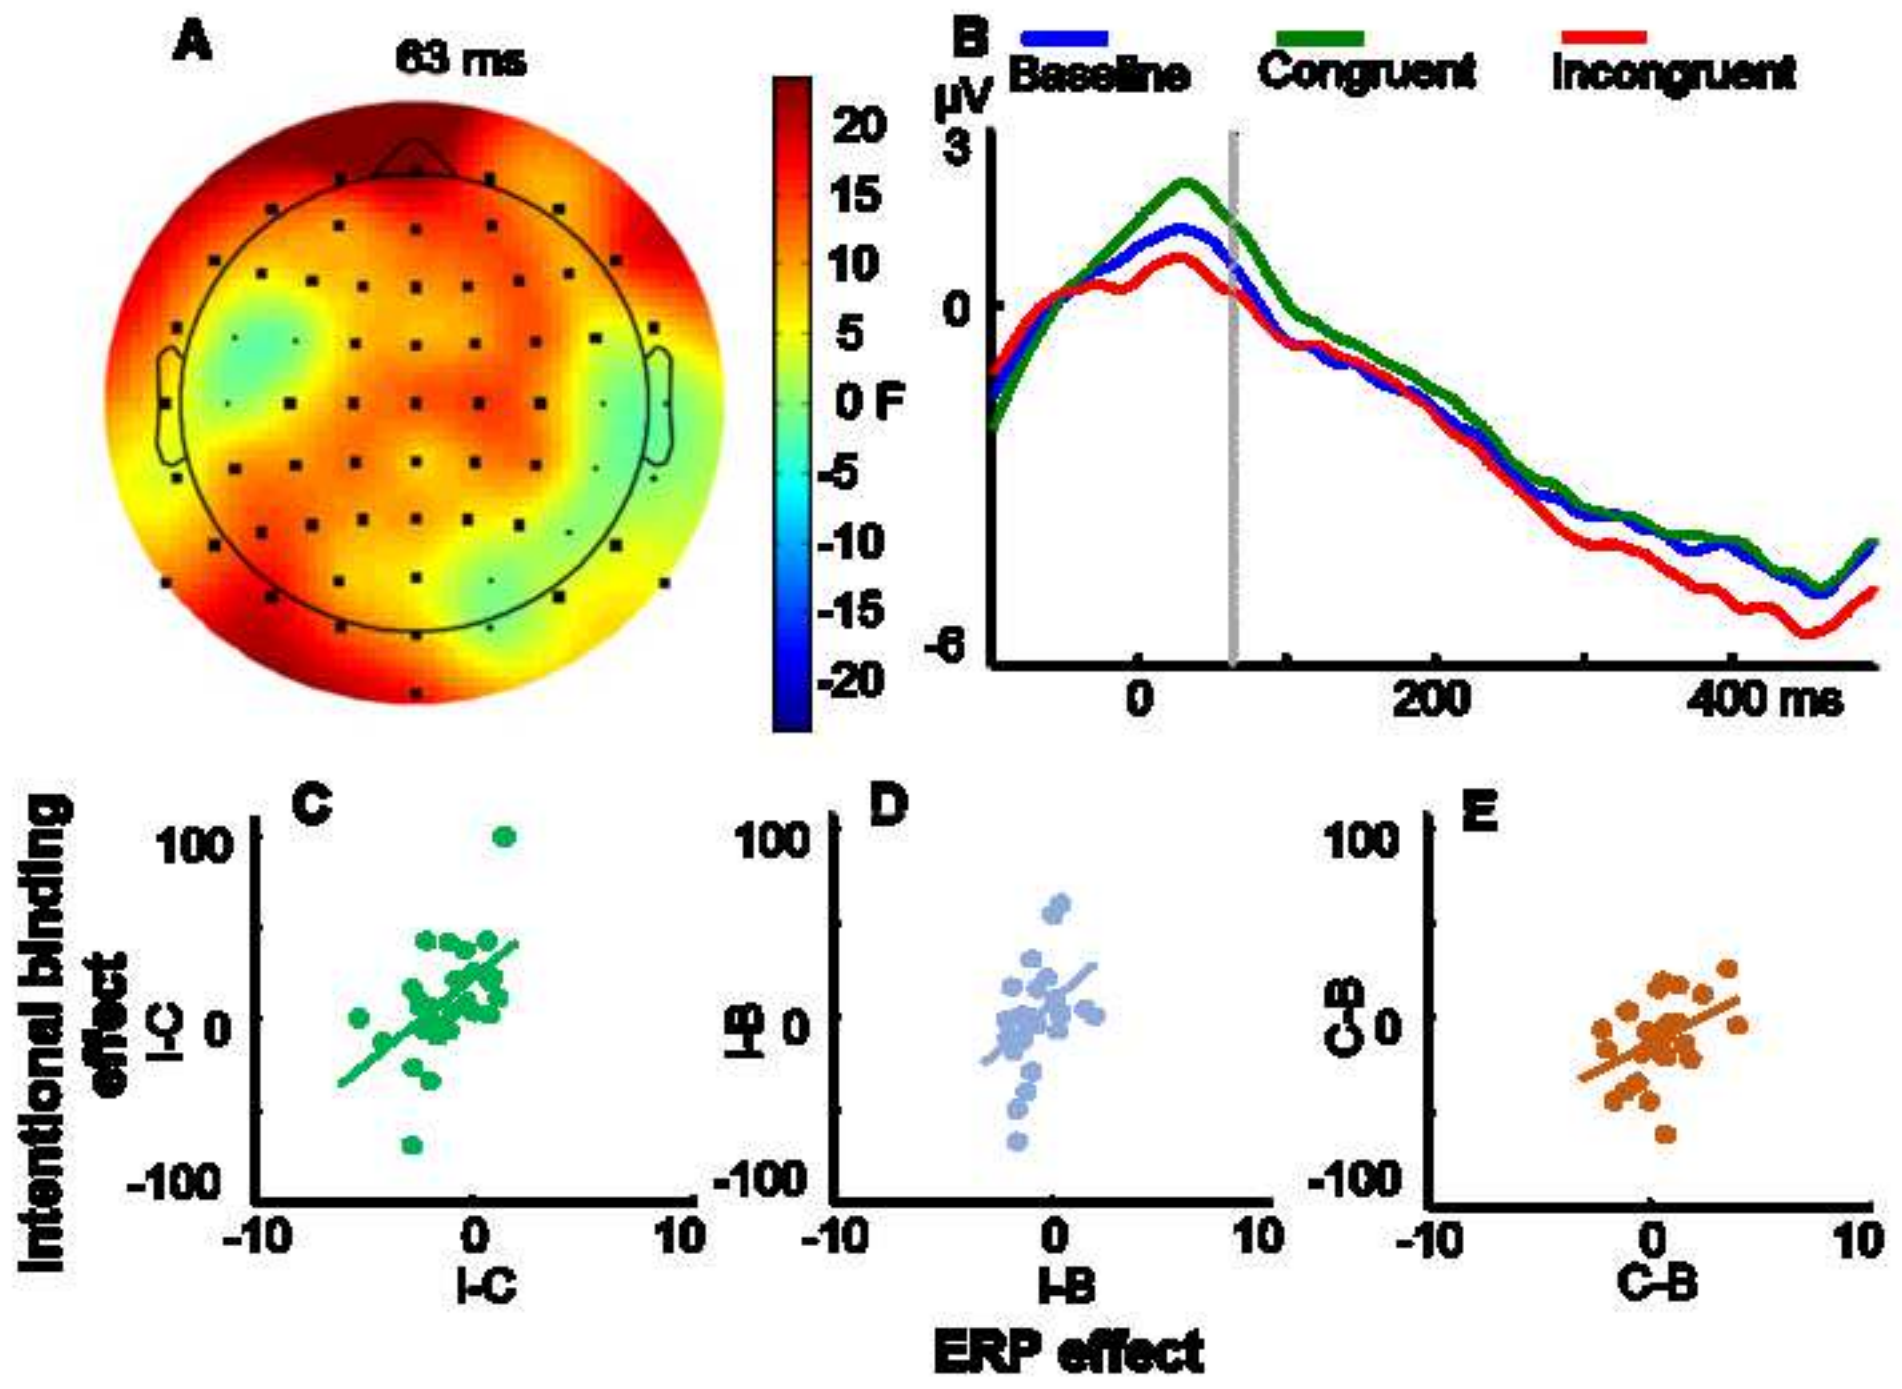 A
63 ms
20
15
10
5
0 F
-5
-10
-15
-20
B
Baseline
Congruent
Incongruent
µV
3
0
-6
0
200
400 ms
Intentional binding
effect
C
I-C
100
0
-100
-10
0
10
I-C
D
I-B
100
0
-100
-10
0
10
I-B
E
C-B
100
0
-100
-10
0
10
C-B
ERP effect